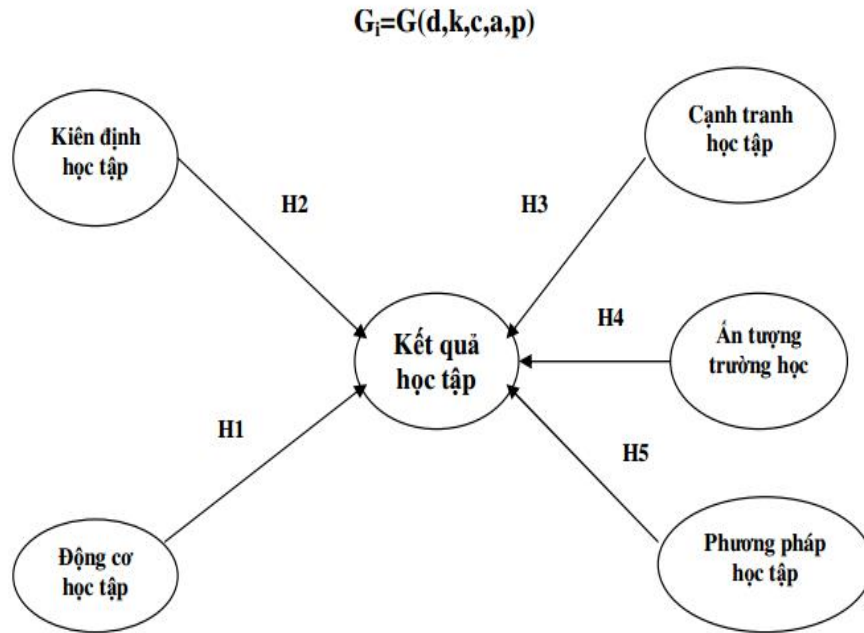 Gi=G(d,k,c,a,p)
Kiên định
học tập
Cạnh tranh
học tập
H2
H3
Kết quả
học tập
H4
Ấn tượng
trường học
H1
H5
Động cơ
học tập
Phương pháp
học tập